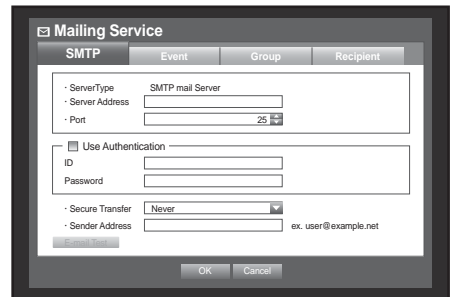 Mailing Service
SMTP Event Group Recipient
· ServerType SMTP mail Server
· Server Address
· Port 25
Use Authentication
ID
Password
· Secure Transfer Never
· Sender Address ex. user@example.net
E-mail Test
OK Cancel